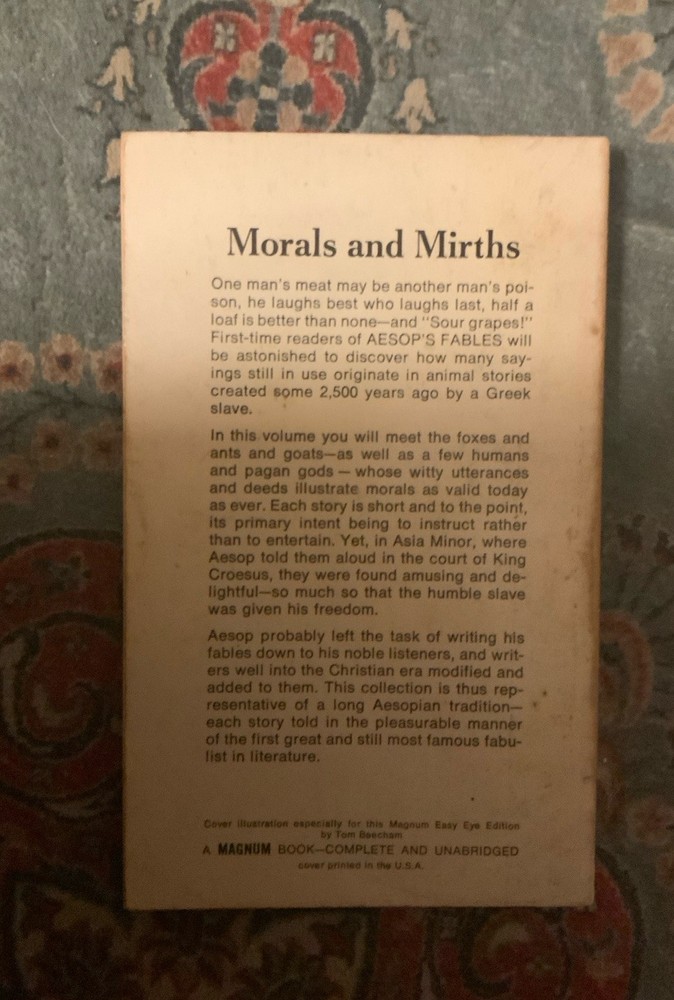 Morals and Mirths
One man's meat may be another man's poi-
son, he laughs best who laughs last, half a
loaf is better than none—and "Sour grapes!"
First-time readers of AESOP'S FABLES will
be astonished to discover how many say-
ings still in use originate in animal stories
created some 2,500 years ago by a Greek
slave.
In this volume you will meet the foxes and
ants and goats—as well as a few humans
and pagan gods — whose witty utterances
and deeds illustrate morals as valid today
as ever. Each story is short and to the point,
its primary intent being to instruct rather
than to entertain. Yet, in Asia Minor, where
Aesop told them aloud in the court of King
Croesus, they were found amusing and de-
lightful—so much so that the humble slave
was given his freedom.
Aesop probably left the task of writing his
fables down to his noble listeners, and writ-
ers well into the Christian era modified and
added to them. This collection is thus rep-
resentative of a long Aesopian tradition—
each story told in the pleasurable manner
of the first great and still most famous fabu-
list in literature.
Cover illustration especially for this Magnum Easy Eye Edition
by Tom Beecham
A MAGNUM BOOK—COMPLETE AND UNABRIDGED
cover printed in the U.S.A.